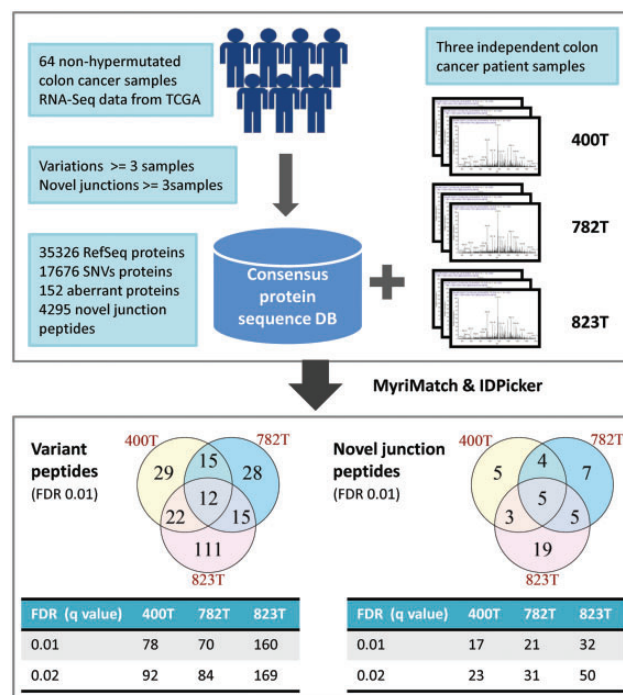 64 non-hypermutated
colon cancer samples
RNA-Seq data from TCGA
Three independent colon
cancer patient samples
Variations >= 3 samples
Novel junctions >= 3samples
35326 RefSeq proteins
17676 SNVs proteins
152 aberrant proteins
4295 novel junction
peptides
Consensus
protein
sequence DB
400T
782T
823T
MyriMatch & IDPicker
Variant
peptides
(FDR 0.01)
400T
782T
29
15
28
12
22
15
111
823T
FDR (q value) 400T 782T 823T
0.01 78 70 160
0.02 92 84 169
Novel junction
peptides
(FDR 0.01)
400T
782T
5
4
7
5
3
5
19
823T
FDR (q value) 400T 782T 823T
0.01 17 21 32
0.02 23 31 50